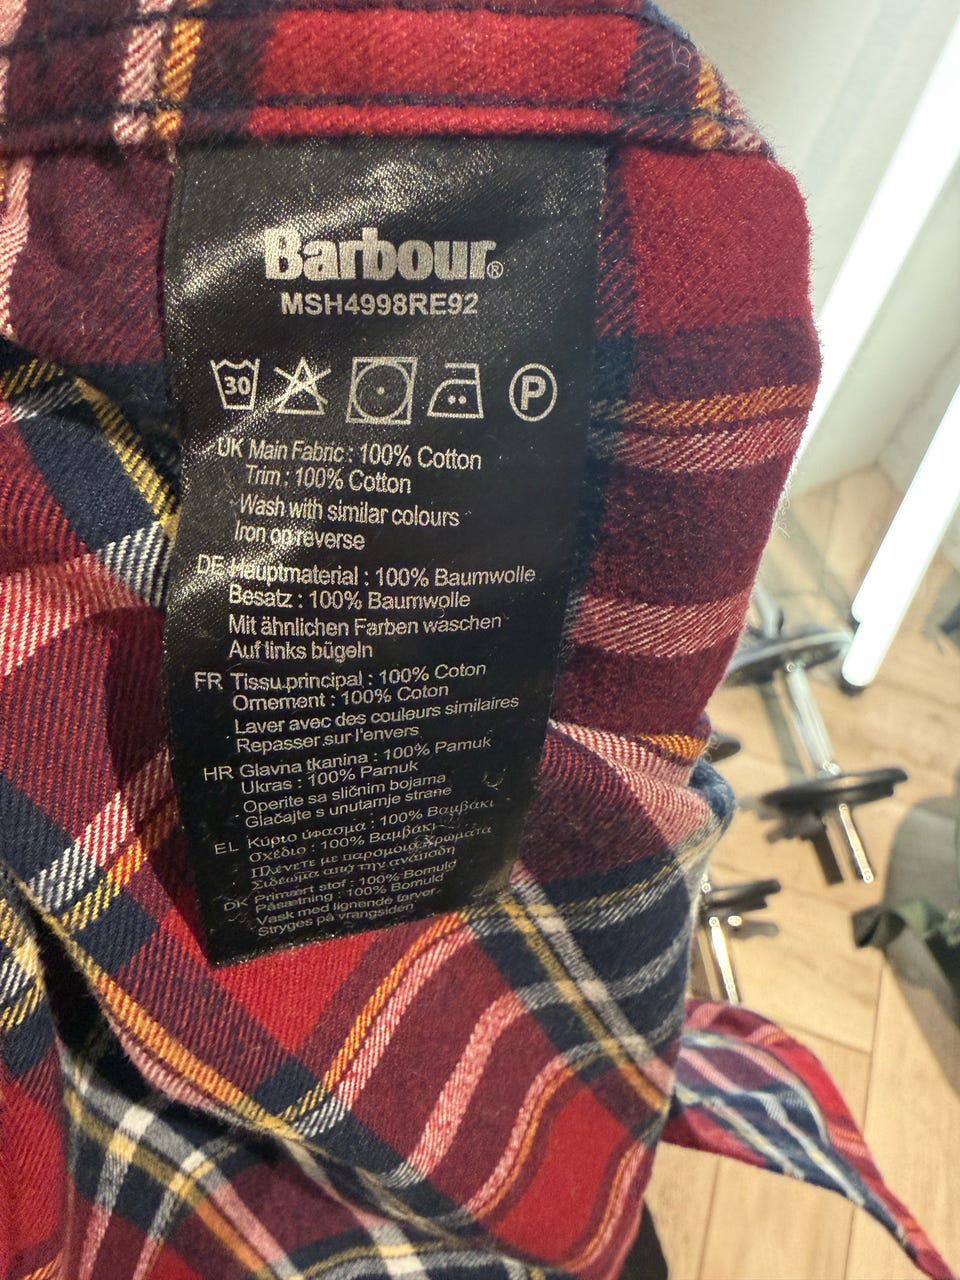 Barbour®
MSH4998RE92
30 P
UK Main Fabric : 100% Cotton
Trim : 100% Cotton
Wash with similar colours
Iron on reverse
DE Hauptmaterial : 100% Baumwolle
Besatz : 100% Baumwolle
Mit ähnlichen Farben waschen
Auf links bügeln
FR Tissu principal : 100% Coton
Ornement : 100% Coton
Laver avec des couleurs similaires
Repasser sur l'envers
HR Glavna tkanina : 100% Pamuk
Ukras : 100% Pamuk
Operite sa sličnim bojama
Glačajte s unutarnje strane
EL Κύριο ύφασμα : 100% Βαμβάκι
Σχέδιο : 100% Βαμβάκι
Πλένετε με παρόμοια Χρώματα
Σιδέωμα από την ανάποδη
DK Primært stof : 100% Bomuld
Påsætning : 100% Bomuld
Vask med lignende farver
Stryges på vrangsiden